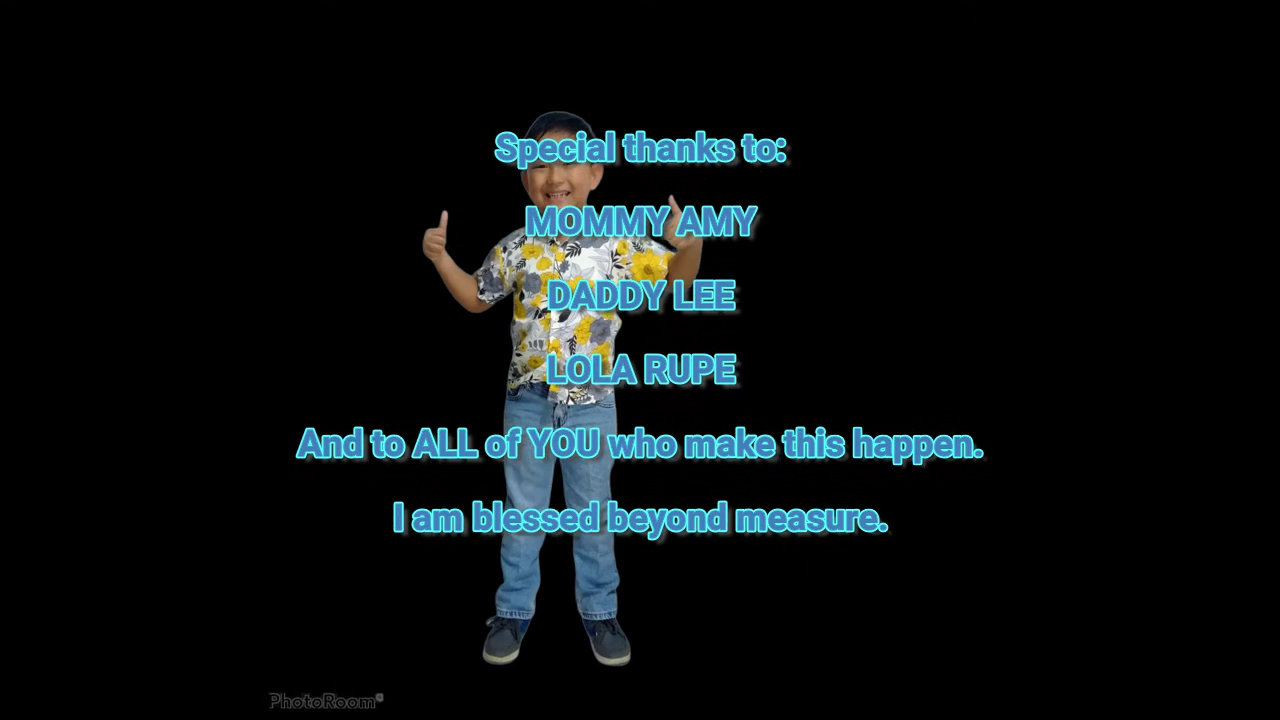 Special thanks to:
MOMMY AMY
DADDY LEE
LOLA RUPE
And to ALL of YOU who make this happen.
I am blessed beyond measure.
PhotoRoom®